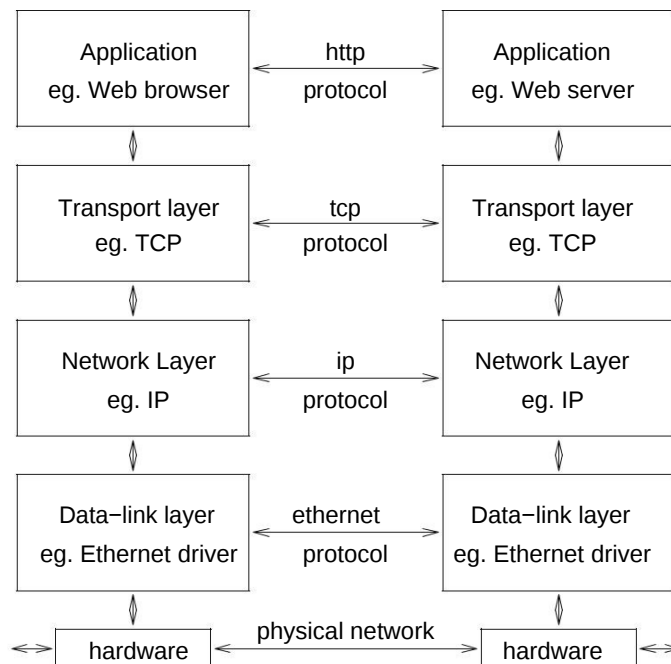 Application
eg. Web browser
http
protocol
Application
eg. Web server
Transport layer
eg. TCP
tcp
protocol
Transport layer
eg. TCP
Network Layer
eg. IP
ip
protocol
Network Layer
eg. IP
Data−link layer
eg. Ethernet driver
ethernet
protocol
Data−link layer
eg. Ethernet driver
hardware
physical network
hardware